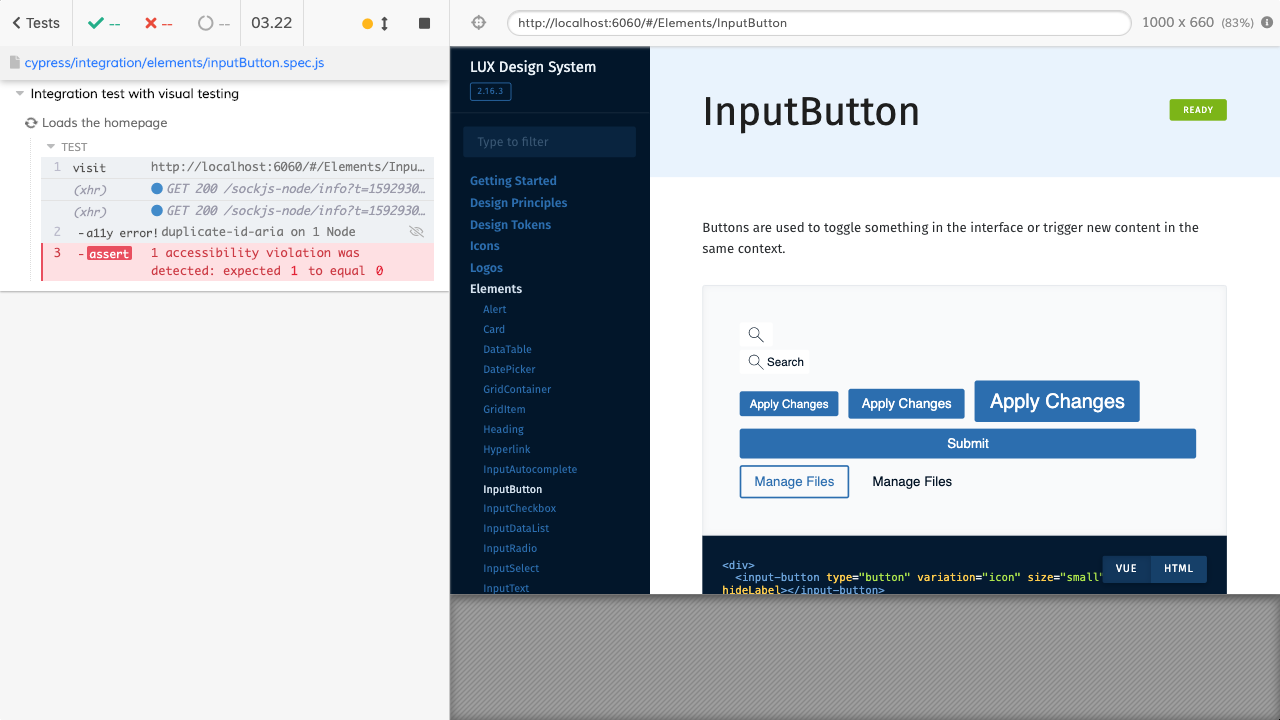 Tests
--
--
--
03.22
http://localhost:6060/#/Elements/InputButton
1000 x 660 (83%)
cypress/integration/elements/inputButton.spec.js
Integration test with visual testing
Loads the homepage
TEST
1 visit http://localhost:6060/#/Elements/Inpu…
(xhr) GET 200 /sockjs-node/info?t=1592930…
(xhr) GET 200 /sockjs-node/info?t=1592930…
2 -a11y error! duplicate-id-aria on 1 Node
3 -assert 1 accessibility violation was
detected: expected 1 to equal 0
LUX Design System
2.16.3
Type to filter
Getting Started
Design Principles
Design Tokens
Icons
Logos
Elements
Alert
Card
DataTable
DatePicker
GridContainer
GridItem
Heading
Hyperlink
InputAutocomplete
InputButton
InputCheckbox
InputDataList
InputRadio
InputSelect
InputText
InputButton
READY
Buttons are used to toggle something in the interface or trigger new content in the
same context.
Search
Apply Changes Apply Changes Apply Changes
Submit
Manage Files Manage Files
VUE HTML
<div>
<input-button type="button" variation="icon" size="small"
hideLabel></input-button>